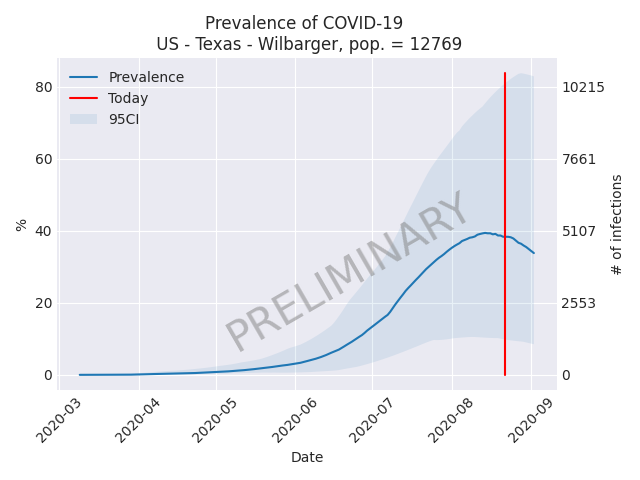 Prevalence of COVID-19
US - Texas - Wilbarger, pop. = 12769
Prevalence
Today
95CI
80
60
40
20
0
%
10215
7661
5107
2553
0
# of infections
PRELIMINARY
2020-03
2020-04
2020-05
2020-06
2020-07
2020-08
2020-09
Date